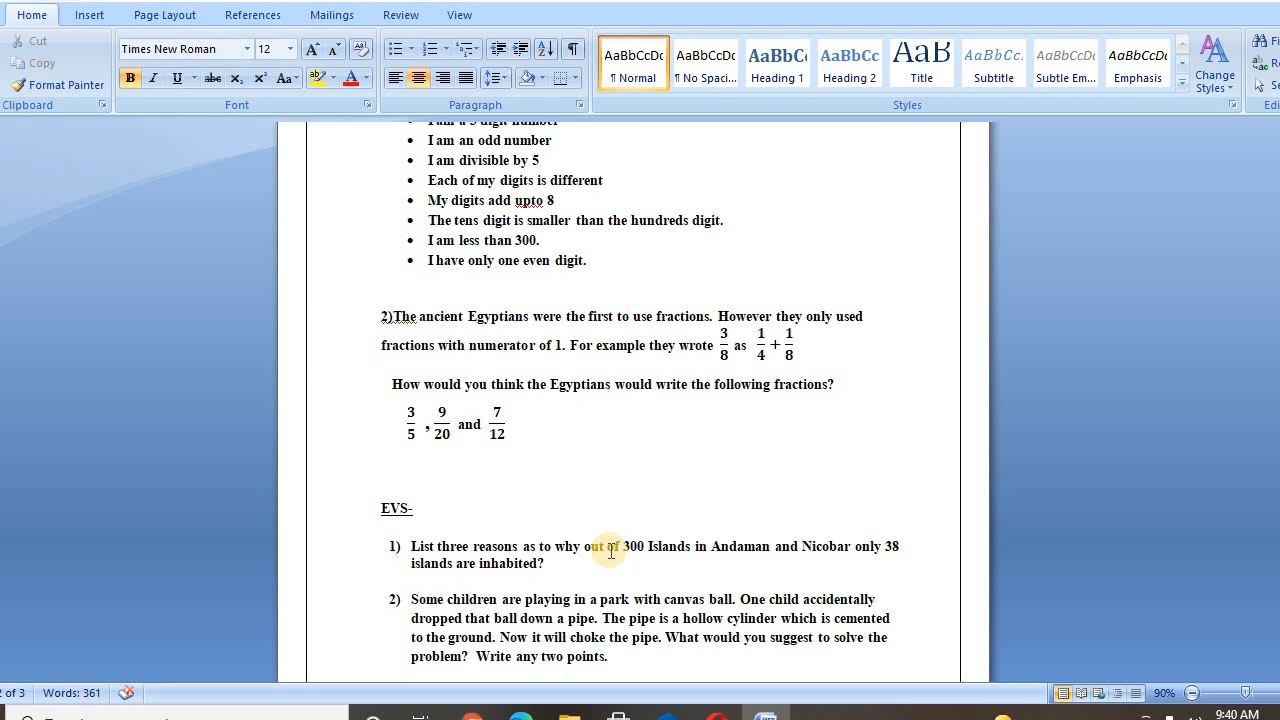 Home Insert Page Layout References Mailings Review View
Cut
Copy
Format Painter
Clipboard
Times New Roman 12
B I U abc x₂ x² Aa
Font
Paragraph
AaBbCcDc AaBbCcDc AaBbC AaBbCc AaB AaBbCc. AaBbCcDc AaBbCcDc
¶ Normal ¶ No Spaci... Heading 1 Heading 2 Title Subtitle Subtle Em... Emphasis
Change
Styles
Styles
I am a 3 digit number
• I am an odd number
• I am divisible by 5
• Each of my digits is different
• My digits add upto 8
• The tens digit is smaller than the hundreds digit.
• I am less than 300.
• I have only one even digit.
2)The ancient Egyptians were the first to use fractions. However they only used
fractions with numerator of 1. For example they wrote 3/8 as 1/4 + 1/8
How would you think the Egyptians would write the following fractions?
3/5 , 9/20 and 7/12
EVS-
1) List three reasons as to why out of 300 Islands in Andaman and Nicobar only 38
islands are inhabited?
2) Some children are playing in a park with canvas ball. One child accidentally
dropped that ball down a pipe. The pipe is a hollow cylinder which is cemented
to the ground. Now it will choke the pipe. What would you suggest to solve the
problem? Write any two points.
2 of 3 Words: 361 90%
9:40 AM